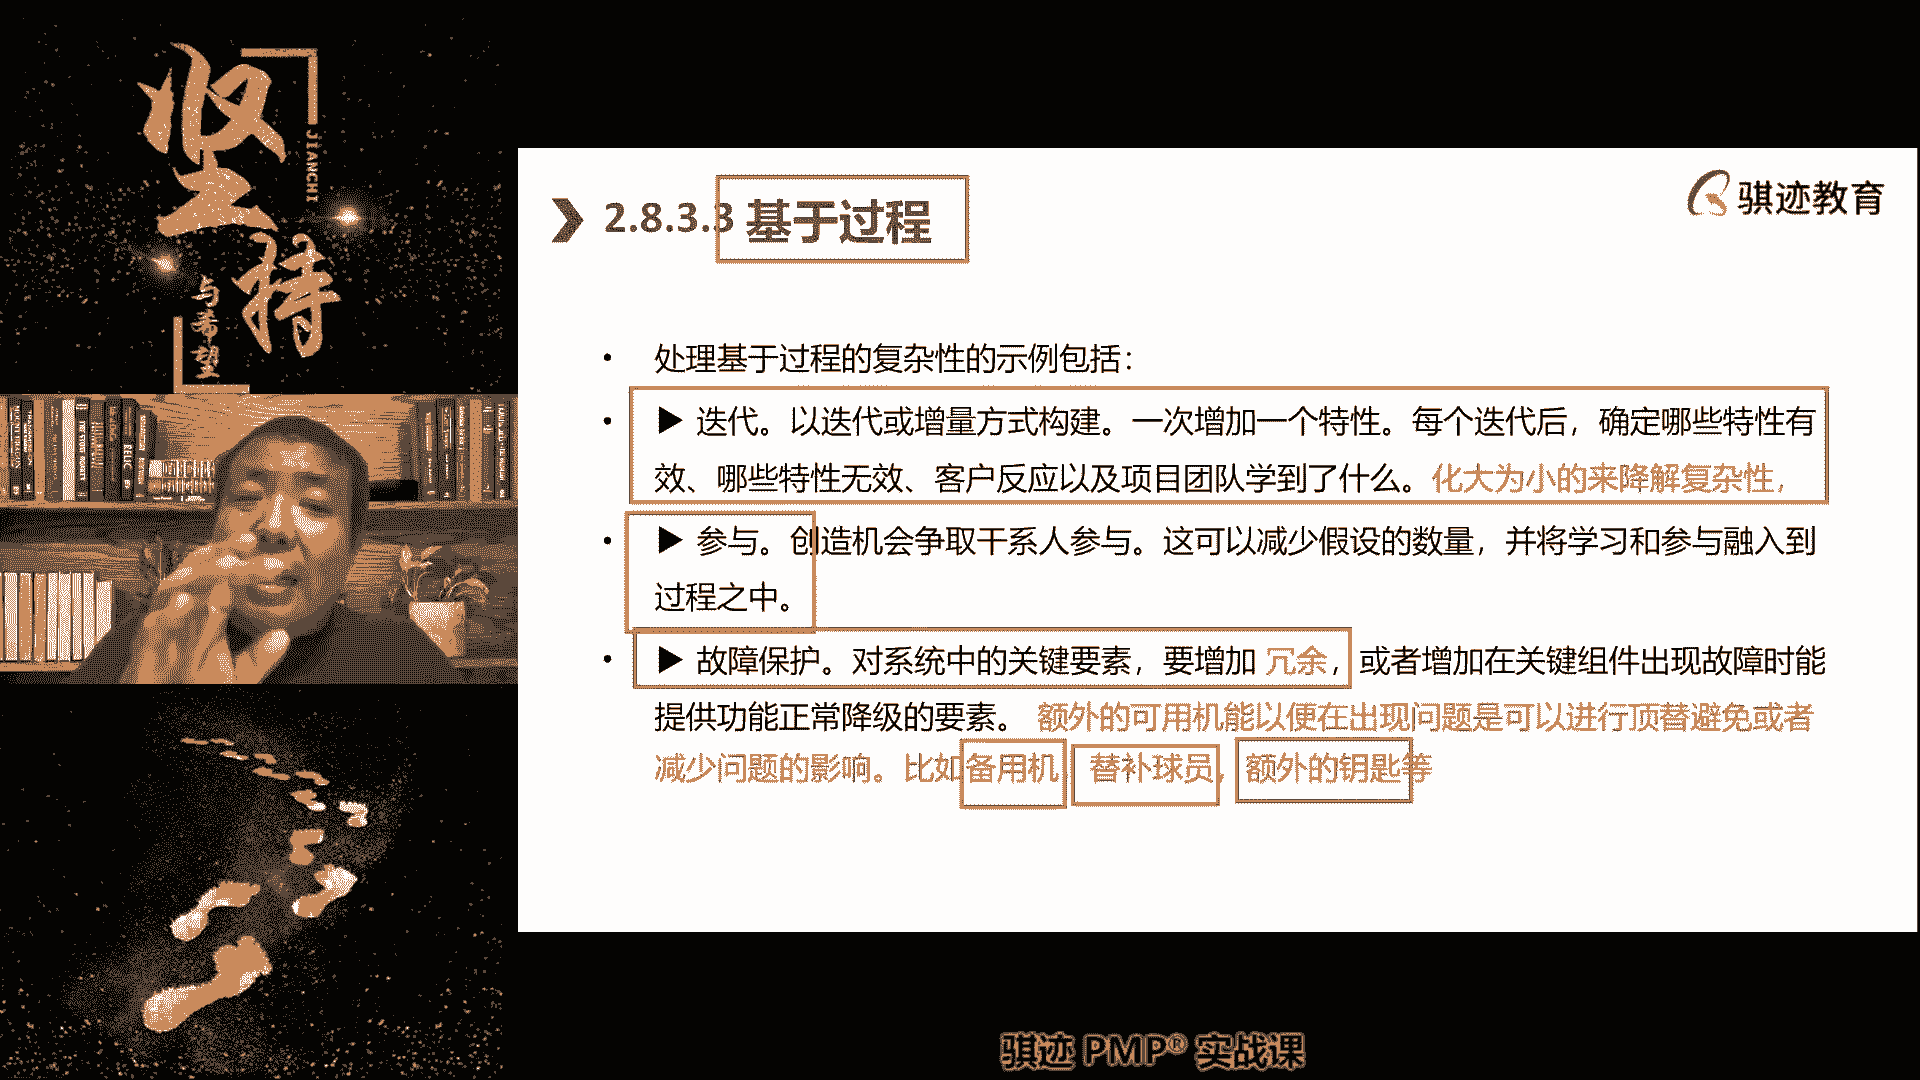 坚持
JIANCHI
与希望
2.8.3.3 基于过程
骐迹教育
• 处理基于过程的复杂性的示例包括：
• ▶ 迭代。以迭代或增量方式构建。一次增加一个特性。每个迭代后，确定哪些特性有
效、哪些特性无效、客户反应以及项目团队学到了什么。化大为小的来降解复杂性，
• ▶ 参与。创造机会争取干系人参与。这可以减少假设的数量，并将学习和参与融入到
过程之中。
• ▶ 故障保护。对系统中的关键要素，要增加 冗余，或者增加在关键组件出现故障时能
提供功能正常降级的要素。 额外的可用机能以便在出现问题是可以进行顶替避免或者
减少问题的影响。比如备用机，替补球员，额外的钥匙等
骐迹 PMP® 实战课